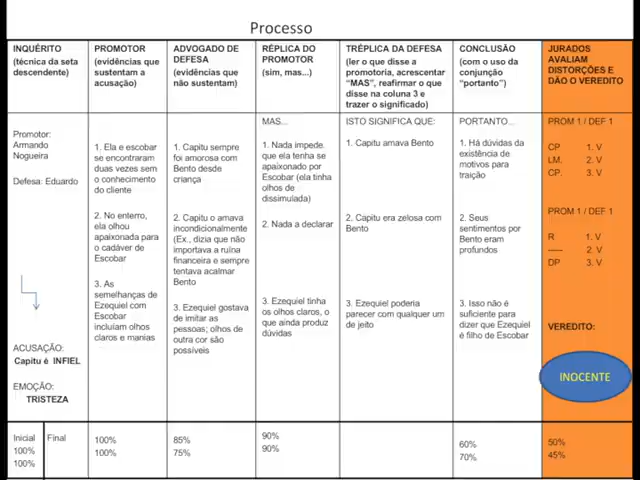 Processo
INQUÉRITO
(técnica da seta
descendente)
PROMOTOR
(evidências que
sustentam a
acusação)
ADVOGADO DE
DEFESA
(evidências que
não sustentam)
RÉPLICA DO
PROMOTOR
(sim, mas...)
TRÉPLICA DA DEFESA
(ler o que disse a
promotoria, acrescentar
“MAS”, reafirmar o que
disse na coluna 3 e
trazer o significado)
CONCLUSÃO
(com o uso da
conjunção
“portanto”)
JURADOS
AVALIAM
DISTORÇÕES E
DÃO O VEREDITO
Promotor:
Armando
Nogueira
Defesa: Eduardo
ACUSAÇÃO:
Capitu é INFIEL
EMOÇÃO:
TRISTEZA
1. Ela e escobar
se encontraram
duas vezes sem
o conhecimento
do cliente
2. No enterro,
ela olhou
apaixonada para
o cadáver de
Escobar
3. As
semelhanças de
Ezequiel com
Escobar
incluíam olhos
claros e manias
1. Capitu sempre
foi amorosa com
Bento desde
criança
2. Capitu o amava
incondicionalmente
(Ex., dizia que não
importava a ruína
financeira e sempre
tentava acalmar
Bento
3. Ezequiel gostava
de imitar as
pessoas; olhos de
outra cor são
possíveis
MAS...
1. Nada impede
que ela tenha se
apaixonado por
Escobar (ela tinha
olhos de
dissimulada)
2. Nada a declarar
3. Ezequiel tinha
os olhos claros, o
que ainda produz
dúvidas
ISTO SIGNIFICA QUE:
1. Capitu amava Bento
2. Capitu era zelosa com
Bento
3. Ezequiel poderia
parecer com qualquer um
de jeito
PORTANTO...
1. Há dúvidas da
existência de
motivos para
traição
2. Seus
sentimentos por
Bento eram
profundos
3. Isso não é
suficiente para
dizer que Ezequiel
é filho de Escobar
PROM 1 / DEF 1
CP 1. V
LM. 2. V
CP. 3. V
PROM 1 / DEF 1
R 1. V
----- 2. V
DP 3. V
VEREDITO:
INOCENTE
Inicial Final
100%
100%
100%
100%
85%
75%
90%
90%
60%
70%
50%
45%